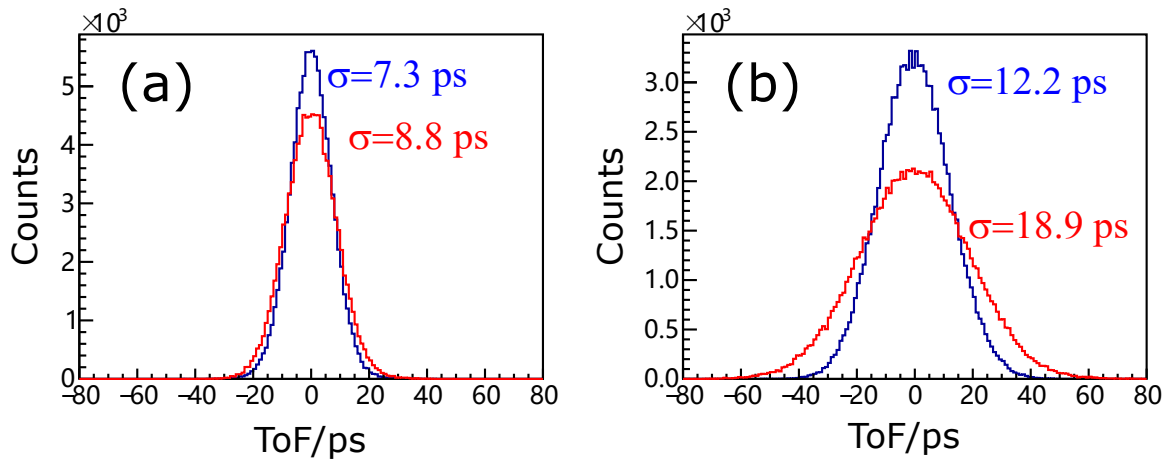 ×10³
(a)
σ=7.3 ps
σ=8.8 ps
Counts
5
4
3
2
1
0
−80 −60 −40 −20 0 20 40 60 80
ToF/ps
×10³
(b)
σ=12.2 ps
σ=18.9 ps
Counts
3.0
2.5
2.0
1.5
1.0
0.5
0.0
−80 −60 −40 −20 0 20 40 60 80
ToF/ps